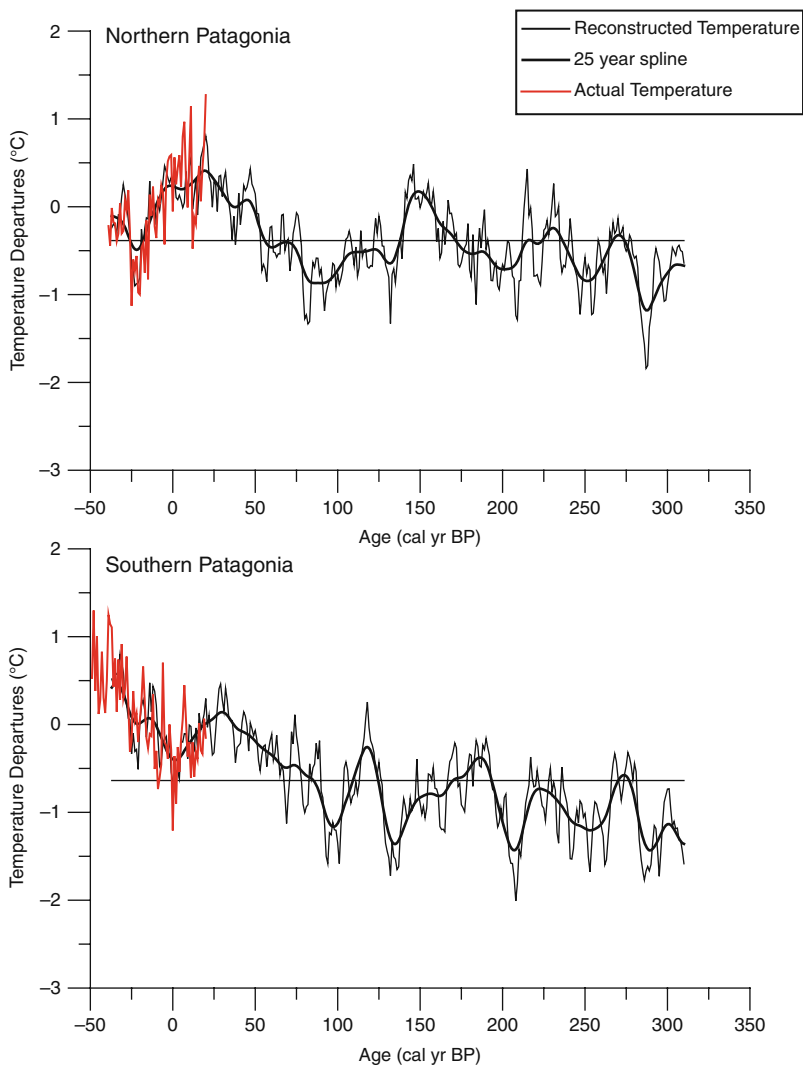 Reconstructed Temperature
25 year spline
Actual Temperature
Northern Patagonia
Temperature Departures (°C)
2
1
0
–1
–2
–3
–50 0 50 100 150 200 250 300 350
Age (cal yr BP)
Southern Patagonia
Temperature Departures (°C)
2
1
0
–1
–2
–3
–50 0 50 100 150 200 250 300 350
Age (cal yr BP)